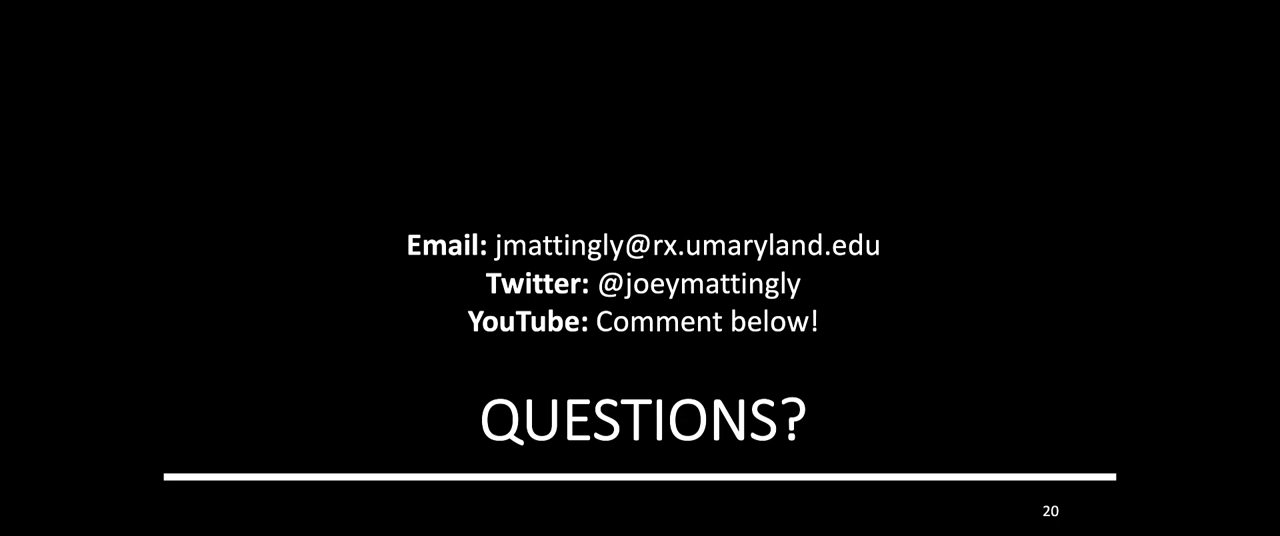 Email: jmattingly@rx.umaryland.edu
Twitter: @joeymattingly
YouTube: Comment below!
QUESTIONS?
20